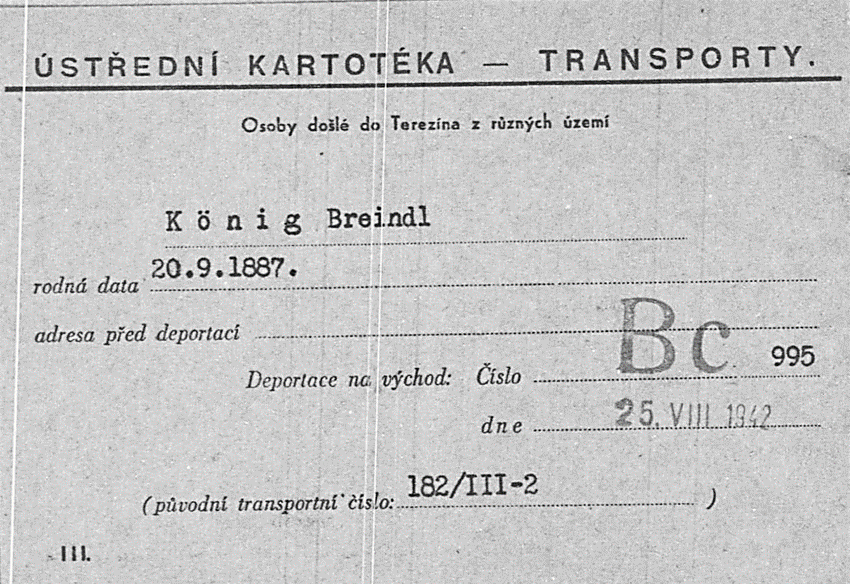 ÚSTŘEDNÍ KARTOTÉKA — TRANSPORTY.
Osoby došlé do Terezína z různých území
König Breindl
rodná data 20.9.1887.
adresa před deportací
Deportace na východ: Číslo Bc 995
dne 25. VIII 1942
(původní transportní číslo: 182/III-2 )
III.